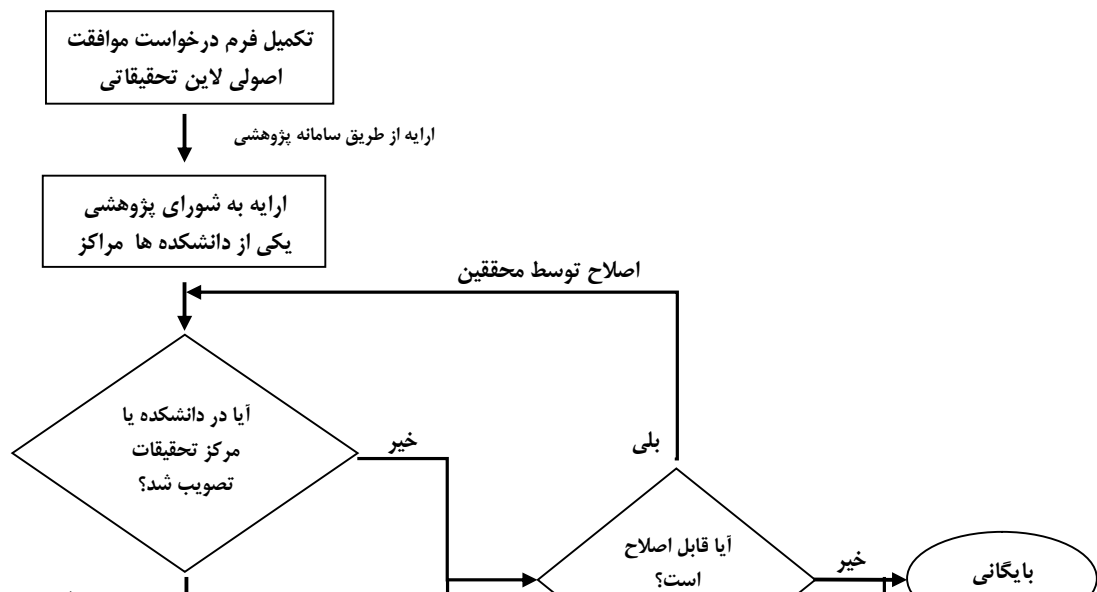 تکمیل فرم درخواست موافقت
اصولی لاین تحقیقاتی
ارایه از طریق سامانه پژوهشی
ارایه به شورای پژوهشی
یکی از دانشکده ها مراکز
اصلاح توسط محققین
آیا در دانشکده یا
مرکز تحقیقات
تصویب شد؟
خیر
بلی
آیا قابل اصلاح
است؟
خیر
بایگانی